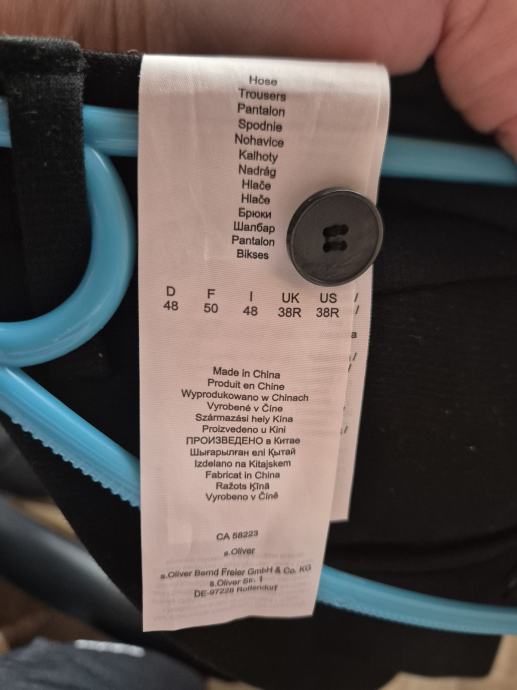 Hose
Trousers
Pantalon
Spodnie
Nohavice
Kalhoty
Nadrág
Hlače
Hlače
Брюки
Шалбар
Pantalon
Bikses
D F I UK US
48 50 48 38R 38R
Made in China
Produit en Chine
Wyprodukowano w Chinach
Vyrobené v Číne
Származási hely Kína
Proizvedeno u Kini
ПРОИЗВЕДЕНО в Китае
Шығарылған елі Қытай
Izdelano na Kitajskem
Fabricat in China
Ražots Ķīnā
Vyrobeno v Číně
CA 58223
s.Oliver
s.Oliver Bernd Freier GmbH & Co. KG
s.Oliver Str. 1
DE-97228 Rottendorf